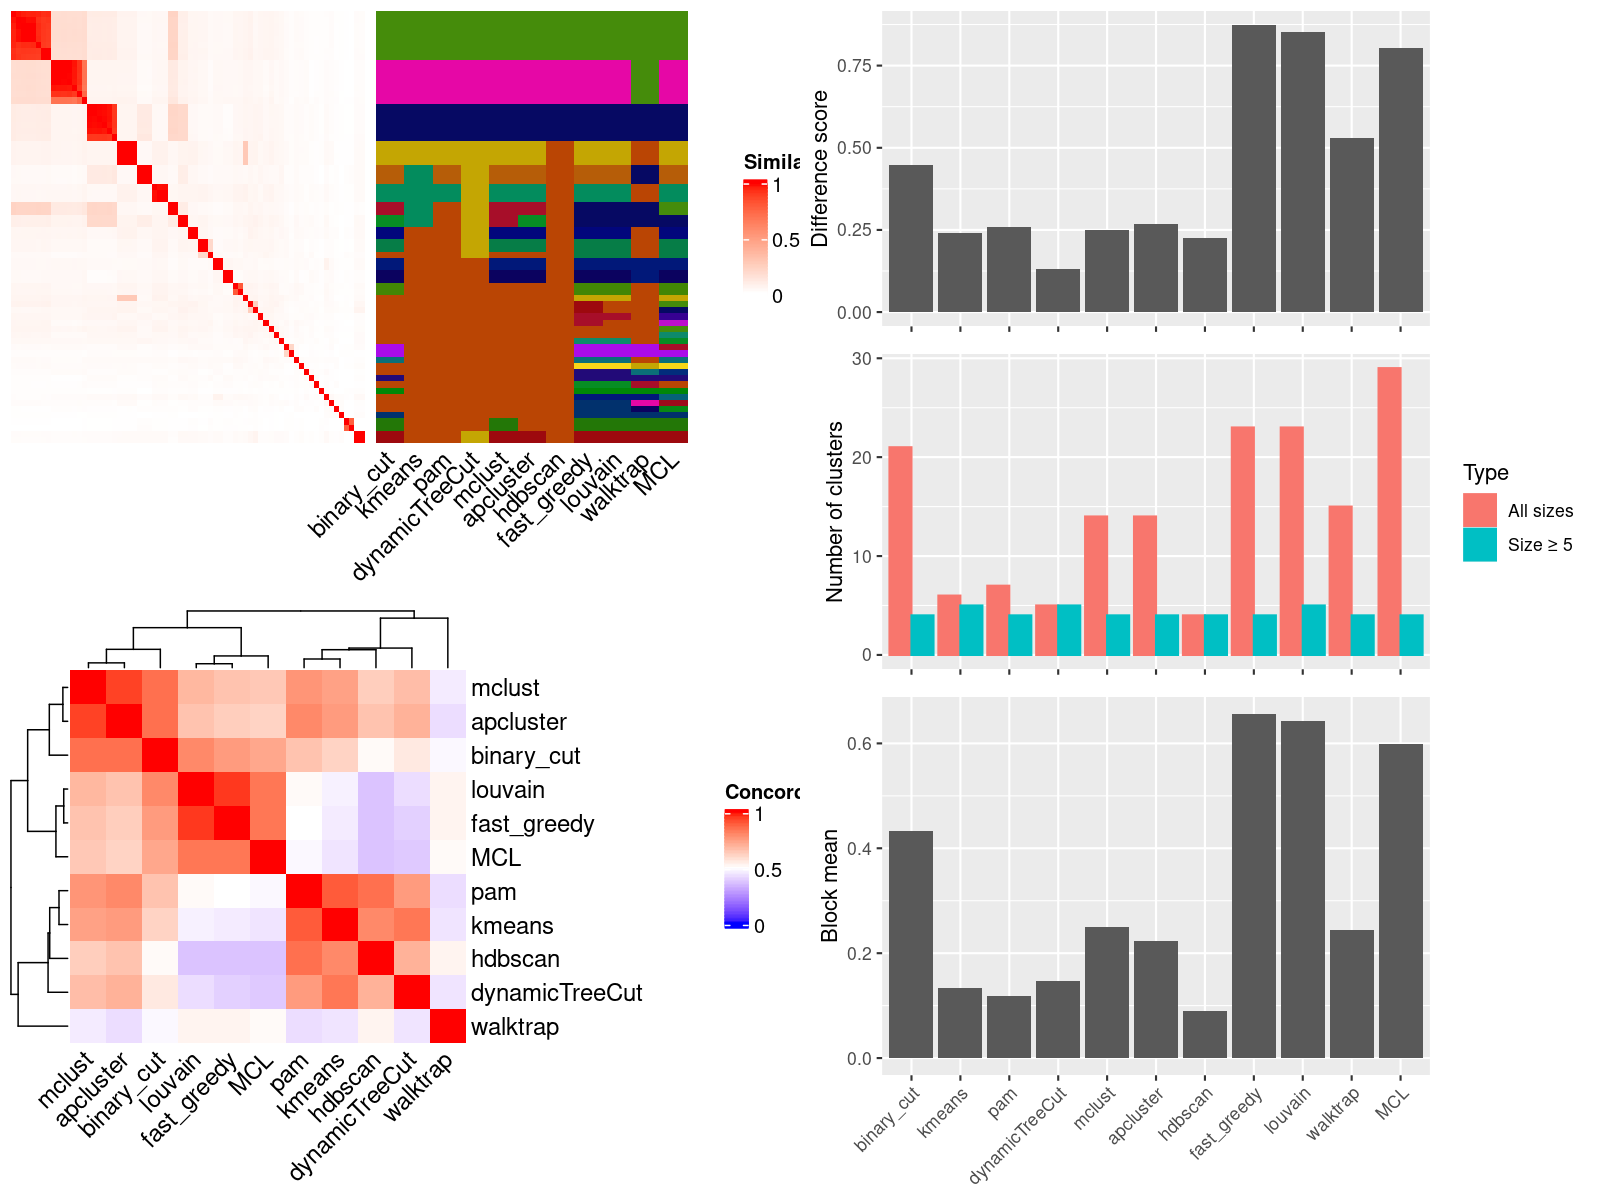 Simila
1
0.5
0
binary_cut
kmeans
pam
dynamicTreeCut
mclust
apcluster
hdbscan
fast_greedy
louvain
walktrap
MCL
mclust
apcluster
binary_cut
louvain
fast_greedy
MCL
pam
kmeans
hdbscan
dynamicTreeCut
walktrap
mclust
apcluster
binary_cut
louvain
fast_greedy
MCL
pam
kmeans
hdbscan
dynamicTreeCut
walktrap
Concord
1
0.5
0
Difference score
0.75
0.50
0.25
0.00
Number of clusters
30
20
10
0
Type
All sizes
Size ≥ 5
Block mean
0.6
0.4
0.2
0.0
binary_cut
kmeans
pam
dynamicTreeCut
mclust
apcluster
hdbscan
fast_greedy
louvain
walktrap
MCL